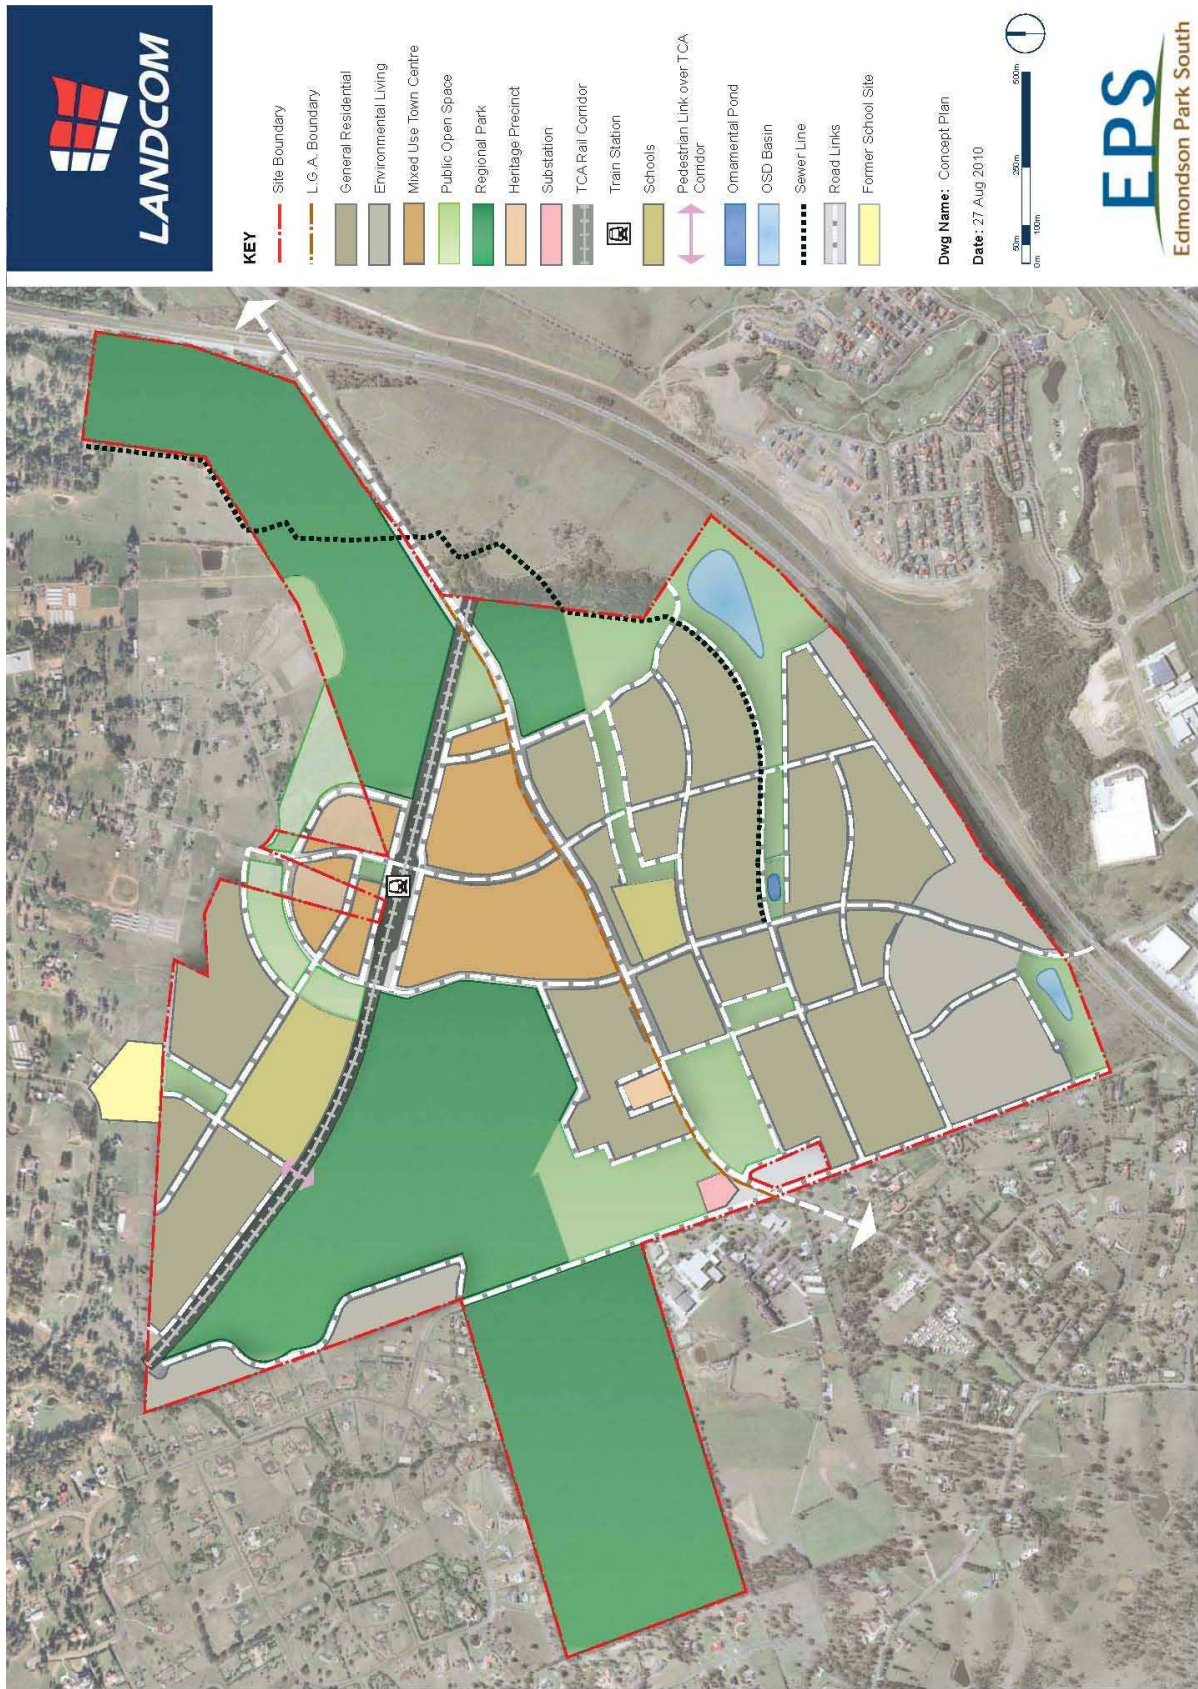 LANDCOM
KEY
Site Boundary
L.G.A. Boundary
General Residential
Environmental Living
Mixed Use Town Centre
Public Open Space
Regional Park
Heritage Precinct
Substation
TCA Rail Corridor
Train Station
Schools
Pedestrian Link over TCA
Corridor
Ornamental Pond
OSD Basin
Sewer Line
Road Links
Former School Site
Dwg Name: Concept Plan
Date: 27 Aug 2010
0m 50m 100m 250m 500m
EPS
Edmondson Park South